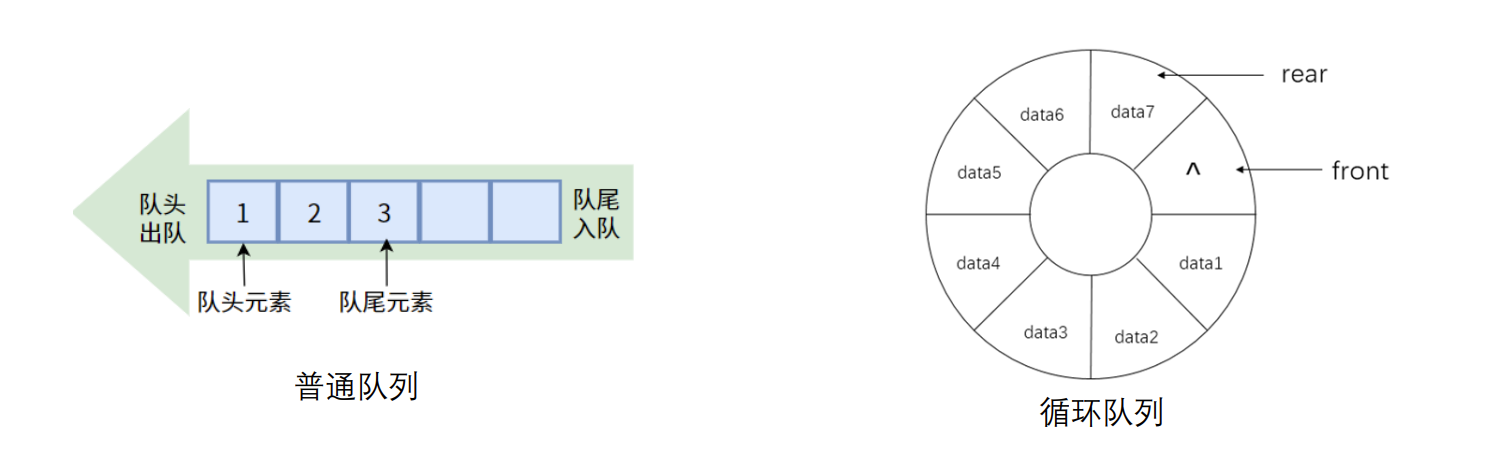 队头
出队
1
2
3
队尾
入队
队头元素
队尾元素
普通队列
rear
data6
data7
data5
^
front
data4
data1
data3
data2
循环队列